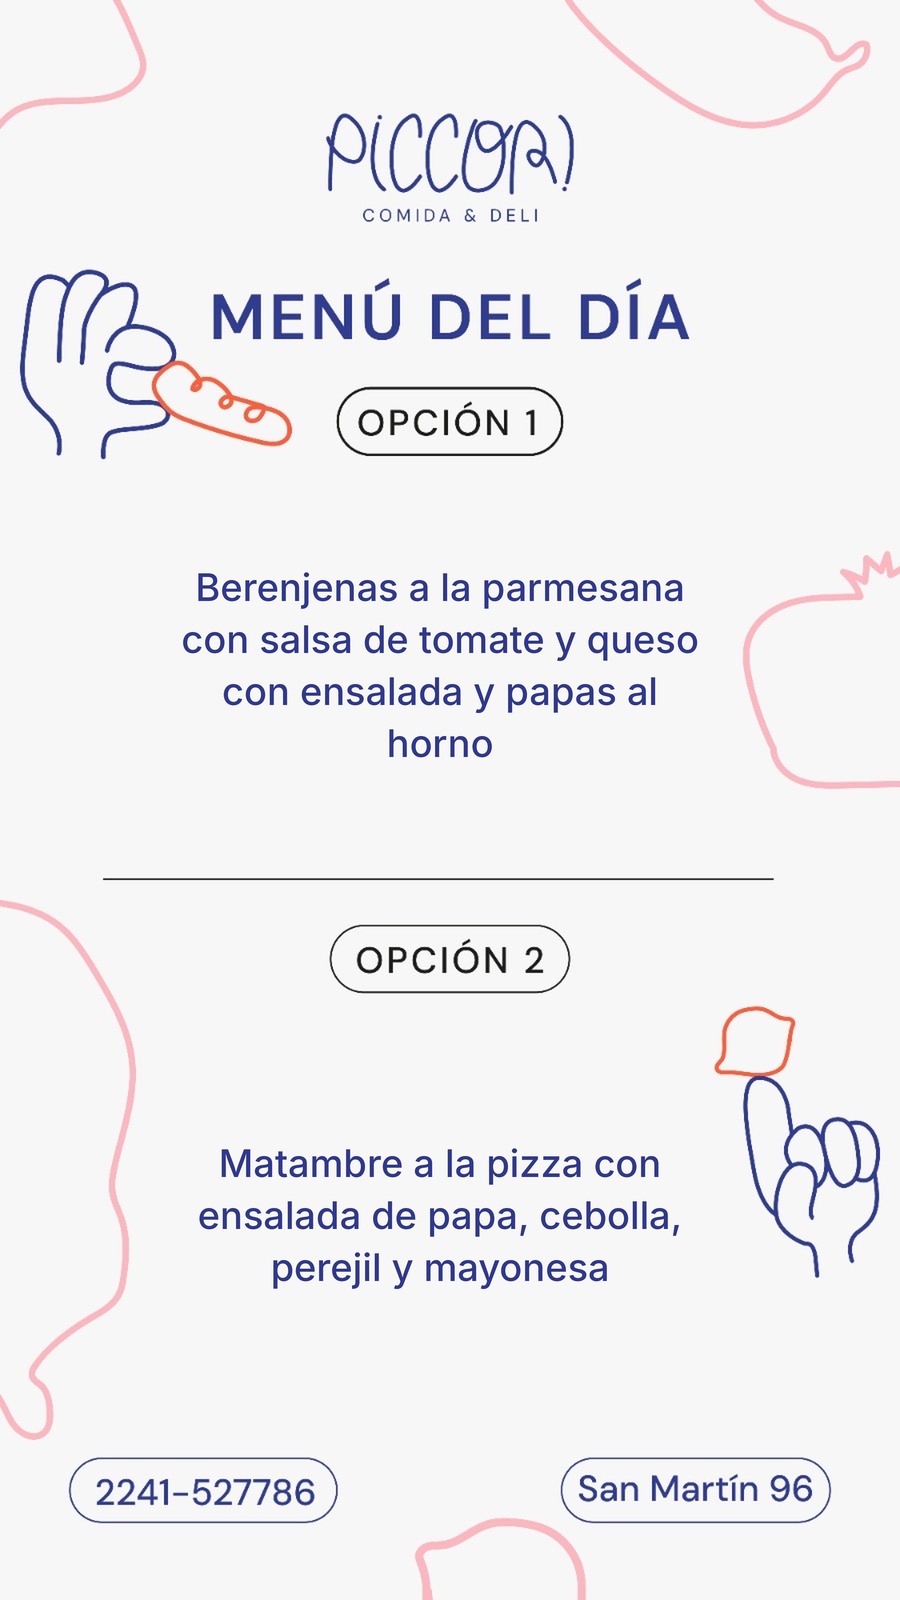 PiCCOR!
COMIDA & DELI
MENÚ DEL DÍA
OPCIÓN 1
Berenjenas a la parmesana
con salsa de tomate y queso
con ensalada y papas al
horno
OPCIÓN 2
Matambre a la pizza con
ensalada de papa, cebolla,
perejil y mayonesa
2241-527786
San Martín 96